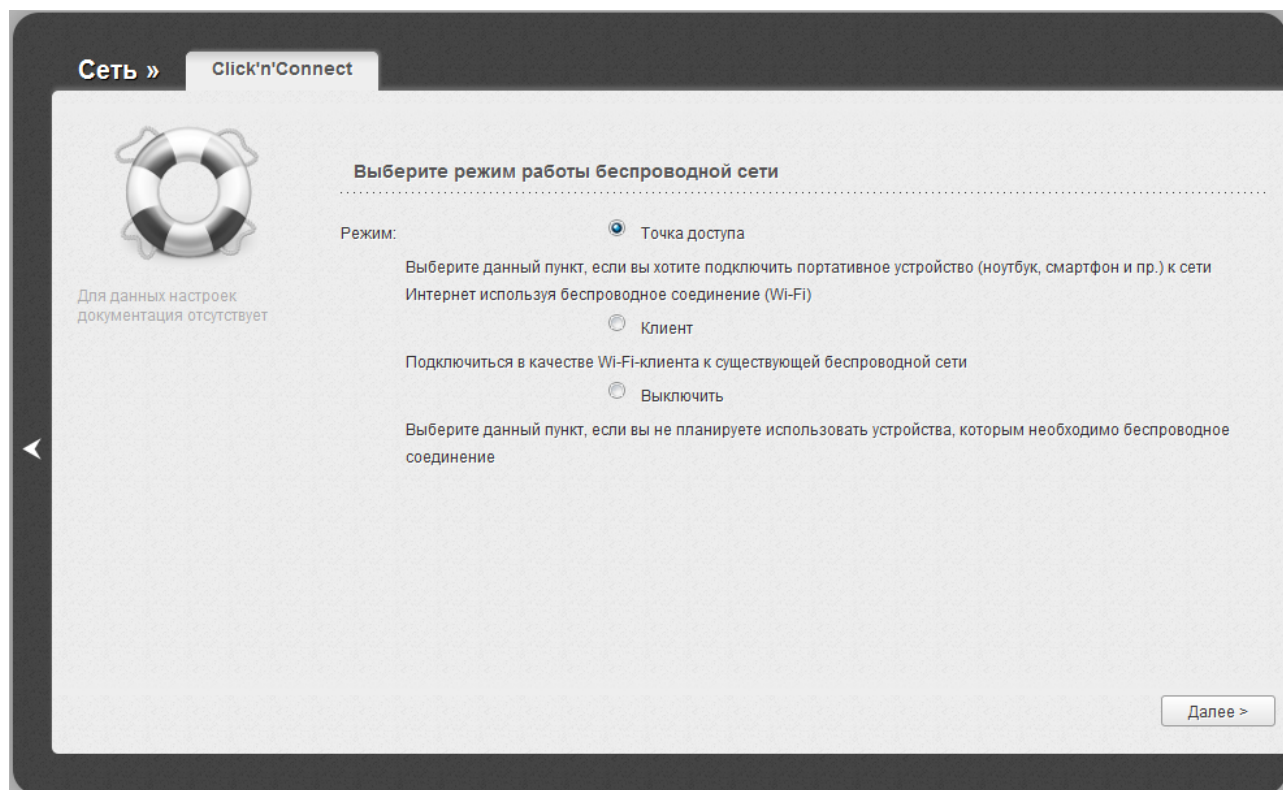 Сеть »
Click'n'Connect
Для данных настроек
документация отсутствует
Выберите режим работы беспроводной сети
Режим:
Точка доступа
Выберите данный пункт, если вы хотите подключить портативное устройство (ноутбук, смартфон и пр.) к сети
Интернет используя беспроводное соединение (Wi-Fi)
Клиент
Подключиться в качестве Wi-Fi-клиента к существующей беспроводной сети
Выключить
Выберите данный пункт, если вы не планируете использовать устройства, которым необходимо беспроводное
соединение
Далее >